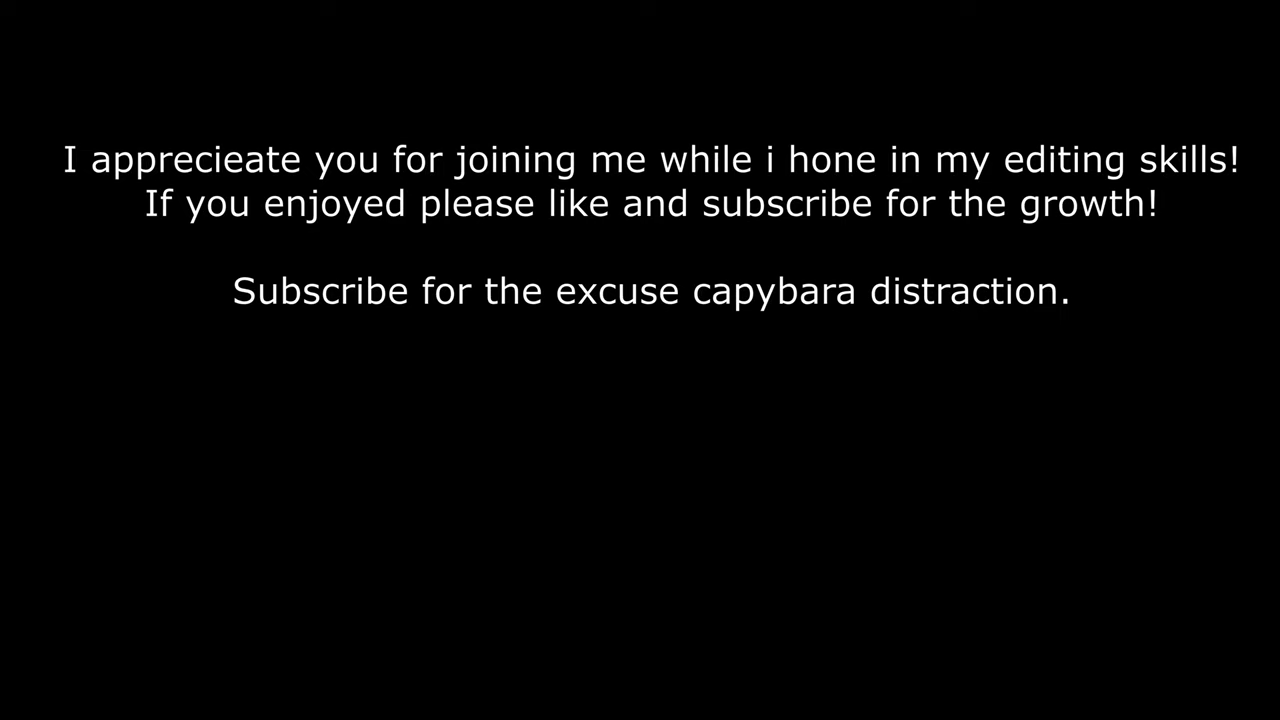 I apprecieate you for joining me while i hone in my editing skills!
If you enjoyed please like and subscribe for the growth!
Subscribe for the excuse capybara distraction.